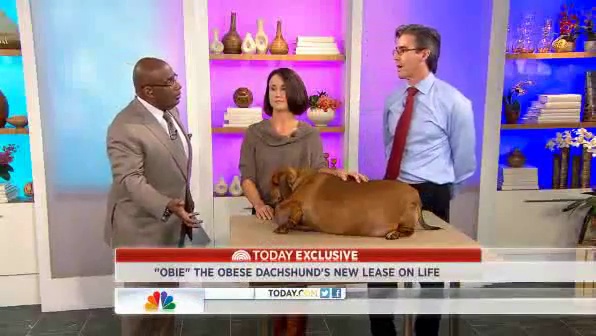 TODAY EXCLUSIVE
"OBIE" THE OBESE DACHSHUND'S NEW LEASE ON LIFE
TODAY.COM